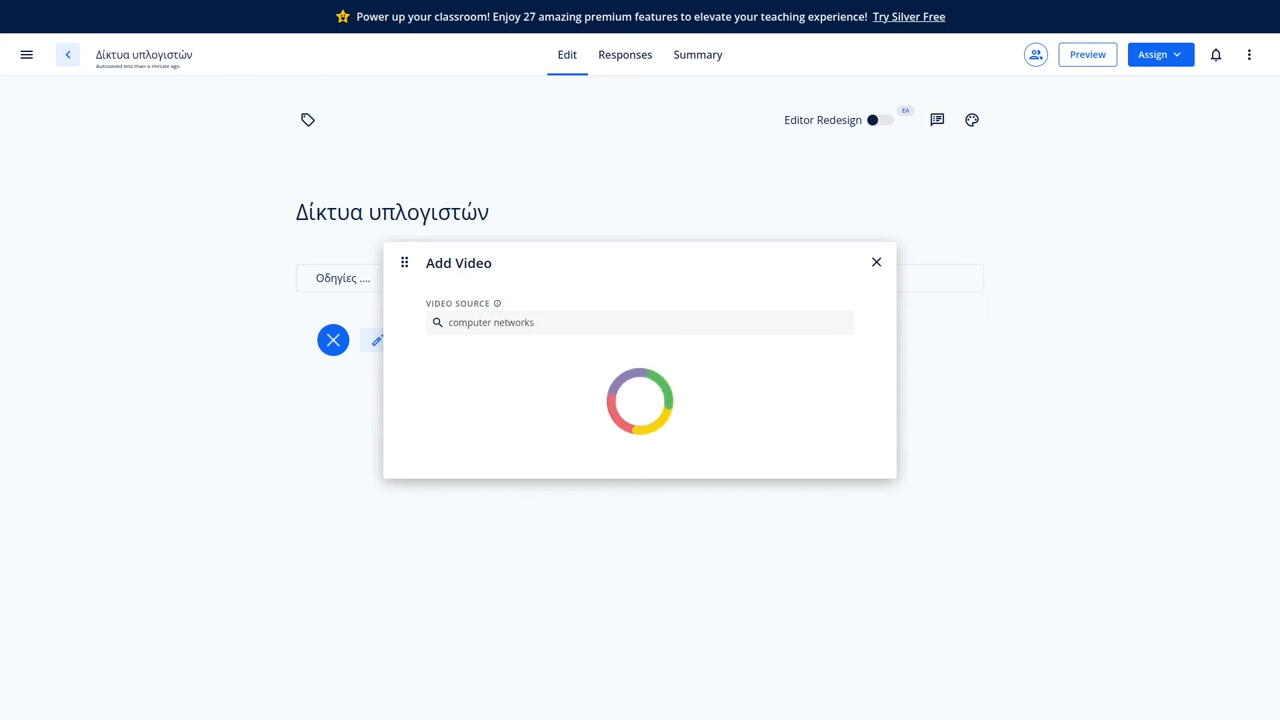 Power up your classroom! Enjoy 27 amazing premium features to elevate your teaching experience! Try Silver Free
Δίκτυα υπλογιστών
Autosaved less than a minute ago
Edit
Responses
Summary
Preview
Assign
Editor Redesign
EA
Δίκτυα υπλογιστών
Οδηγίες ....
Add Video
VIDEO SOURCE
computer networks